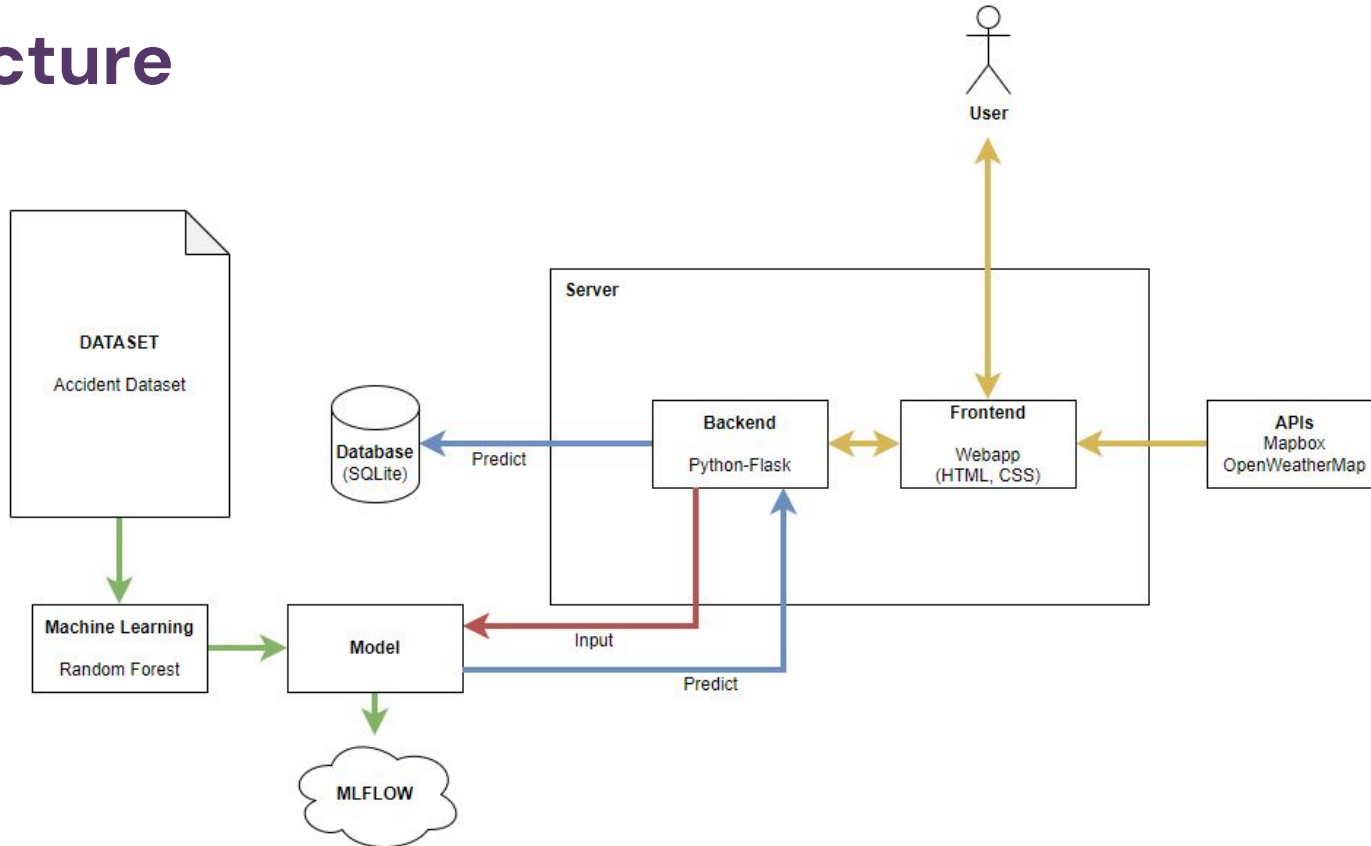 cture
User
Server
DATASET
Accident Dataset
Database
(SQLite)
Predict
Backend
Python-Flask
Frontend
Webapp
(HTML, CSS)
APIs
Mapbox
OpenWeatherMap
Machine Learning
Random Forest
Model
Input
Predict
MLFLOW